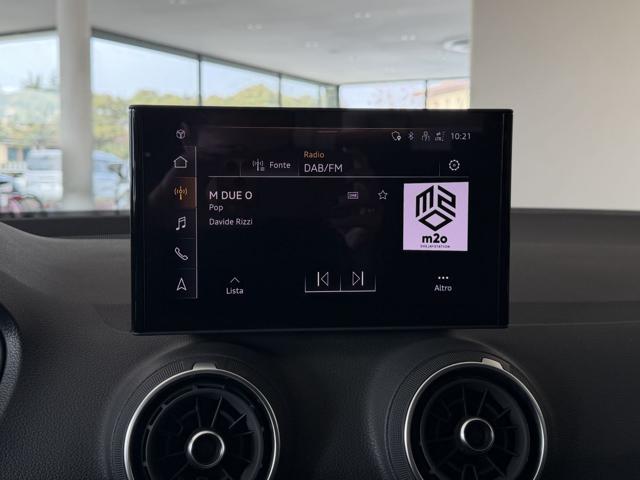 10:21
Fonte
Radio
DAB/FM
M DUE O
Pop
Davide Rizzi
m2o
Lista
Altro